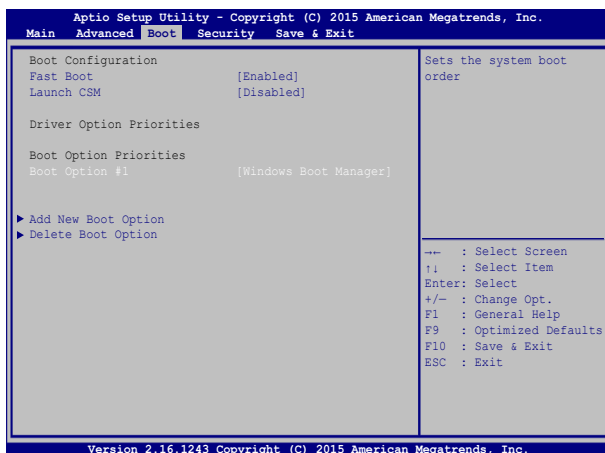 Aptio Setup Utility - Copyright (C) 2015 American Megatrends, Inc.
Main Advanced Boot Security Save & Exit
Boot Configuration
Fast Boot [Enabled]
Launch CSM [Disabled]
Driver Option Priorities
Boot Option Priorities
Boot Option #1 [Windows Boot Manager]
Add New Boot Option
Delete Boot Option
Sets the system boot
order
→← : Select Screen
↑↓ : Select Item
Enter: Select
+/— : Change Opt.
F1 : General Help
F9 : Optimized Defaults
F10 : Save & Exit
ESC : Exit
Version 2.16.1243 Copyright (C) 2015 American Megatrends, Inc.